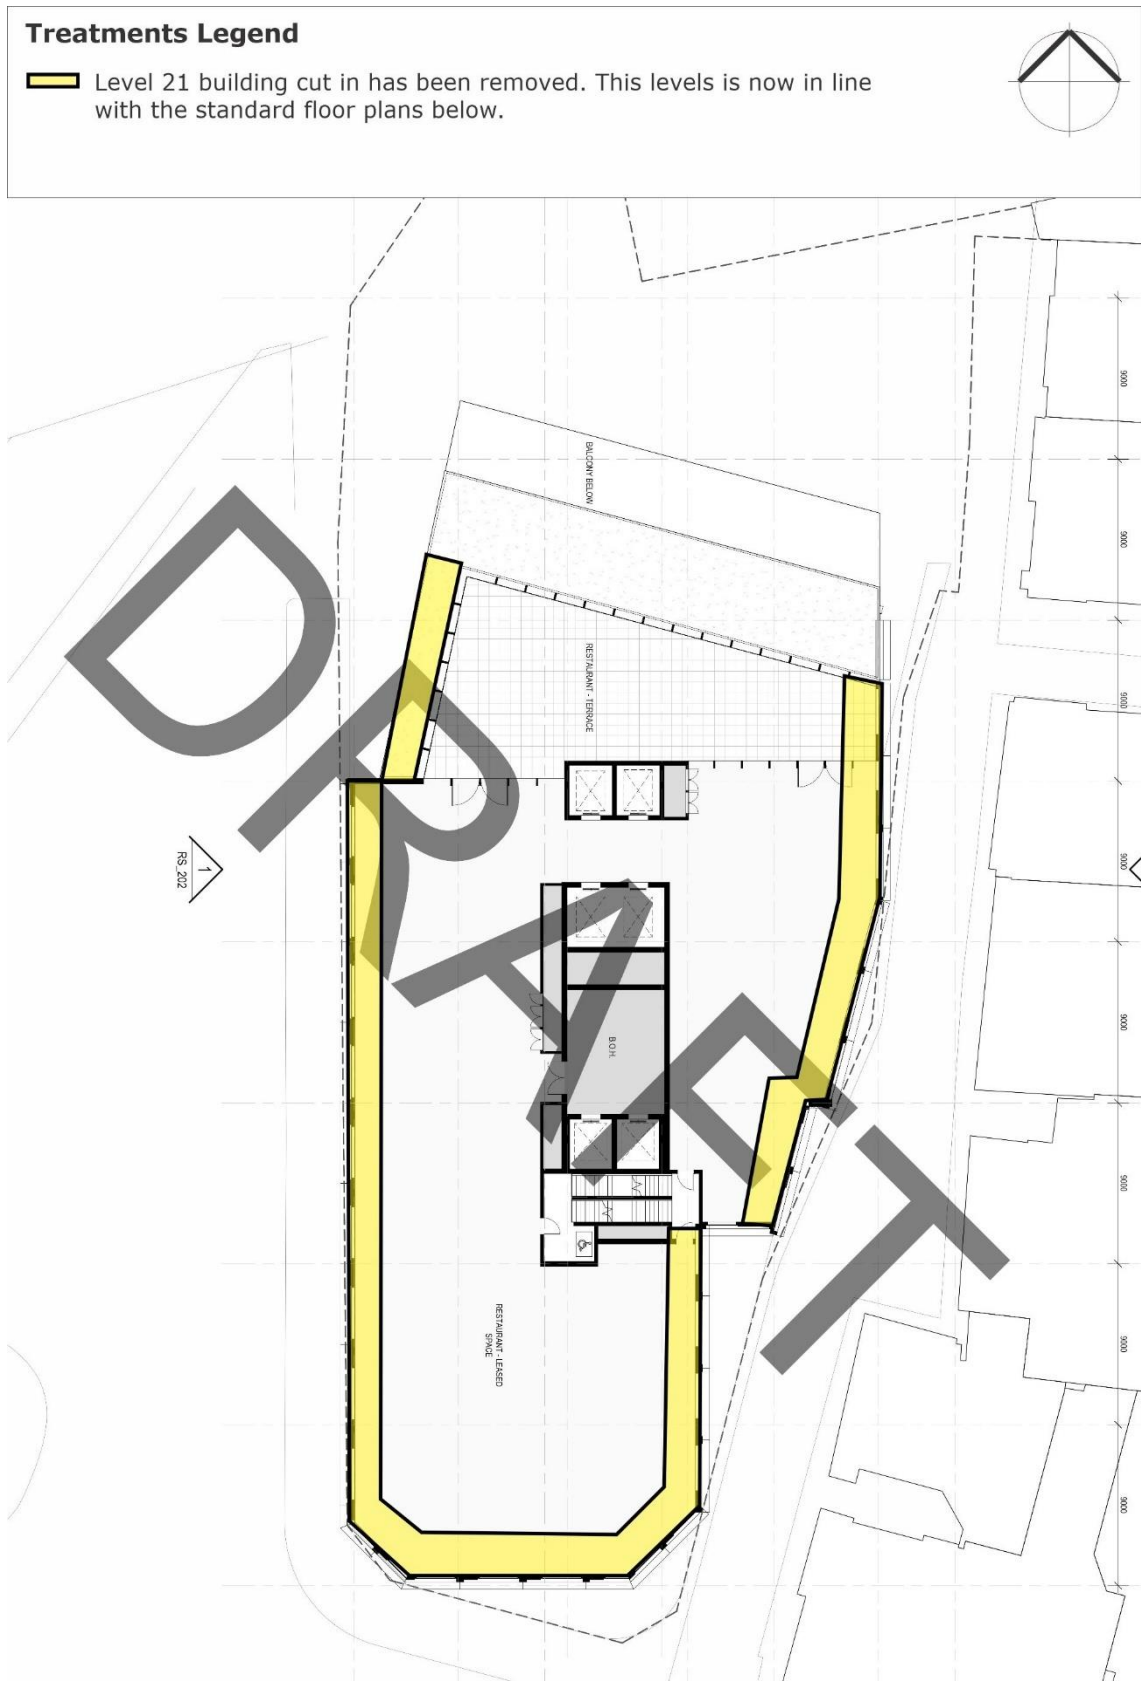 Treatments Legend
Level 21 building cut in has been removed. This levels is now in line
with the standard floor plans below.
9000
BALCONY BELOW
9000
RESTAURANT - TERRACE
9000
1
RS_202
9000
9000
B.O.H.
9000
RESTAURANT - LEASED
SPACE
9000
9000
DRAFT